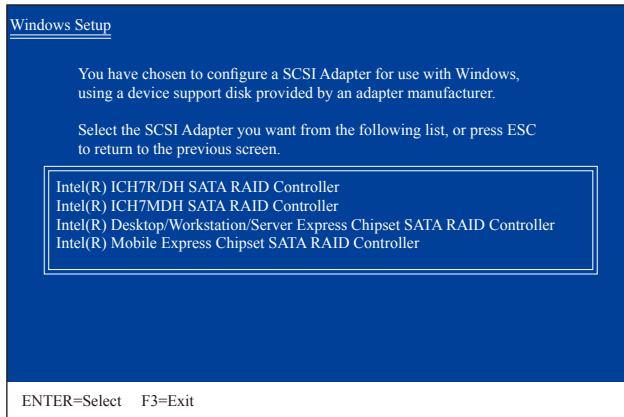 Windows Setup
You have chosen to configure a SCSI Adapter for use with Windows,
using a device support disk provided by an adapter manufacturer.
Select the SCSI Adapter you want from the following list, or press ESC
to return to the previous screen.
Intel(R) ICH7R/DH SATA RAID Controller
Intel(R) ICH7MDH SATA RAID Controller
Intel(R) Desktop/Workstation/Server Express Chipset SATA RAID Controller
Intel(R) Mobile Express Chipset SATA RAID Controller
ENTER=Select F3=Exit